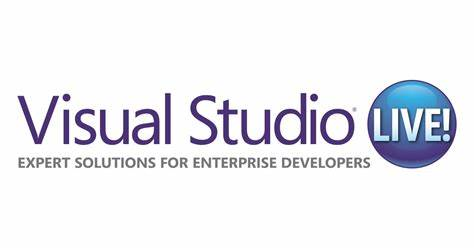 Visual Studio® LIVE!
EXPERT SOLUTIONS FOR ENTERPRISE DEVELOPERS